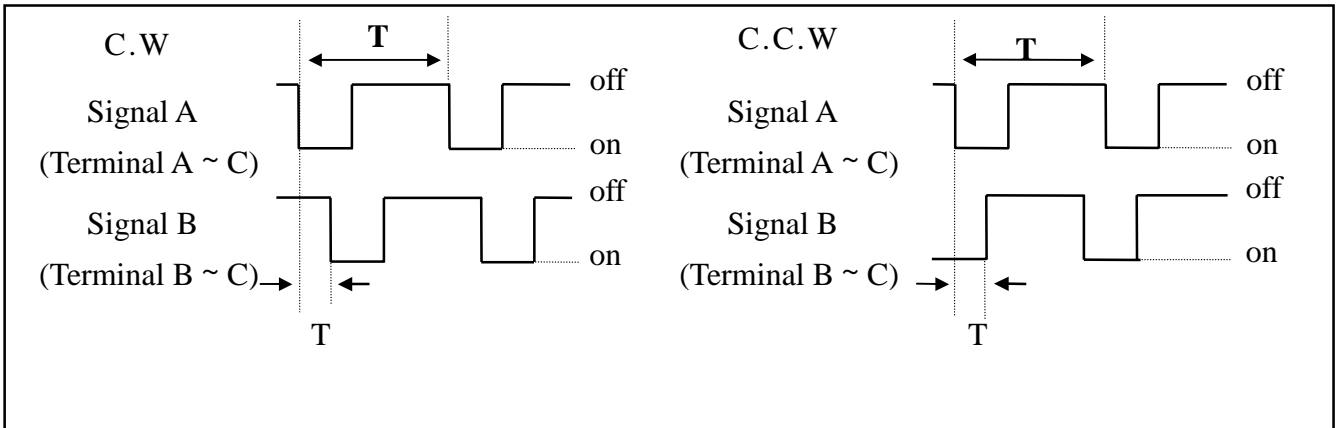 C.W
T
off
Signal A
on
(Terminal A ~ C)
off
Signal B
on
(Terminal B ~ C)
T
C.C.W
T
off
Signal A
on
(Terminal A ~ C)
off
Signal B
on
(Terminal B ~ C)
T